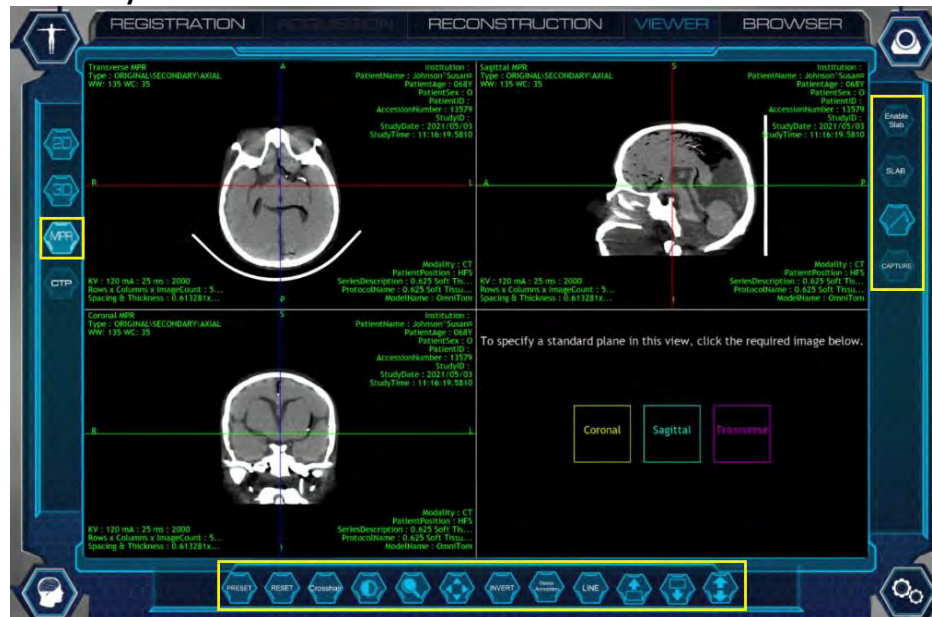 REGISTRATION
ACQUISITION
RECONSTRUCTION
VIEWER
BROWSER
Transverse MPR
Type : ORIGINAL\SECONDARY\AXIAL
WW: 135 WC: 35
A
Institution :
PatientName : Johnson^Susan
PatientAge : 068Y
PatientSex : O
PatientID :
AccessionNumber : 13579
StudyID :
StudyDate : 2021/05/03
StudyTime : 11:16:19.5810
R
L
KV : 120 mA : 25 ms : 2000
Rows x Columns x ImageCount : 5...
Spacing & Thickness : 0.613281x...
P
Modality : CT
PatientPosition : HFS
SeriesDescription : 0.625 Soft Tis...
ProtocolName : 0.625 Soft Tissu...
ModelName : OmniTom
Sagittal MPR
Type : ORIGINAL\SECONDARY\AXIAL
WW: 135 WC: 35
S
Institution :
PatientName : Johnson^Susan
PatientAge : 068Y
PatientSex : O
PatientID :
AccessionNumber : 13579
StudyID :
StudyDate : 2021/05/03
StudyTime : 11:16:19.5810
A
P
KV : 120 mA : 25 ms : 2000
Rows x Columns x ImageCount : 5...
Spacing & Thickness : 0.613281x...
I
Modality : CT
PatientPosition : HFS
SeriesDescription : 0.625 Soft Tis...
ProtocolName : 0.625 Soft Tissu...
ModelName : OmniTom
Coronal MPR
Type : ORIGINAL\SECONDARY\AXIAL
WW: 135 WC: 35
S
Institution :
PatientName : Johnson^Susan
PatientAge : 068Y
PatientSex : O
PatientID :
AccessionNumber : 13579
StudyID :
StudyDate : 2021/05/03
StudyTime : 11:16:19.5810
R
L
KV : 120 mA : 25 ms : 2000
Rows x Columns x ImageCount : 5...
Spacing & Thickness : 0.613281x...
I
Modality : CT
PatientPosition : HFS
SeriesDescription : 0.625 Soft Tis...
ProtocolName : 0.625 Soft Tissu...
ModelName : OmniTom
To specify a standard plane in this view, click the required image below.
Coronal
Sagittal
Transverse
2D
3D
MPR
CTP
Enable
Slab
SLAB
CAPTURE
PRESET
RESET
Crosshair
INVERT
Delete
Annotation
LINE